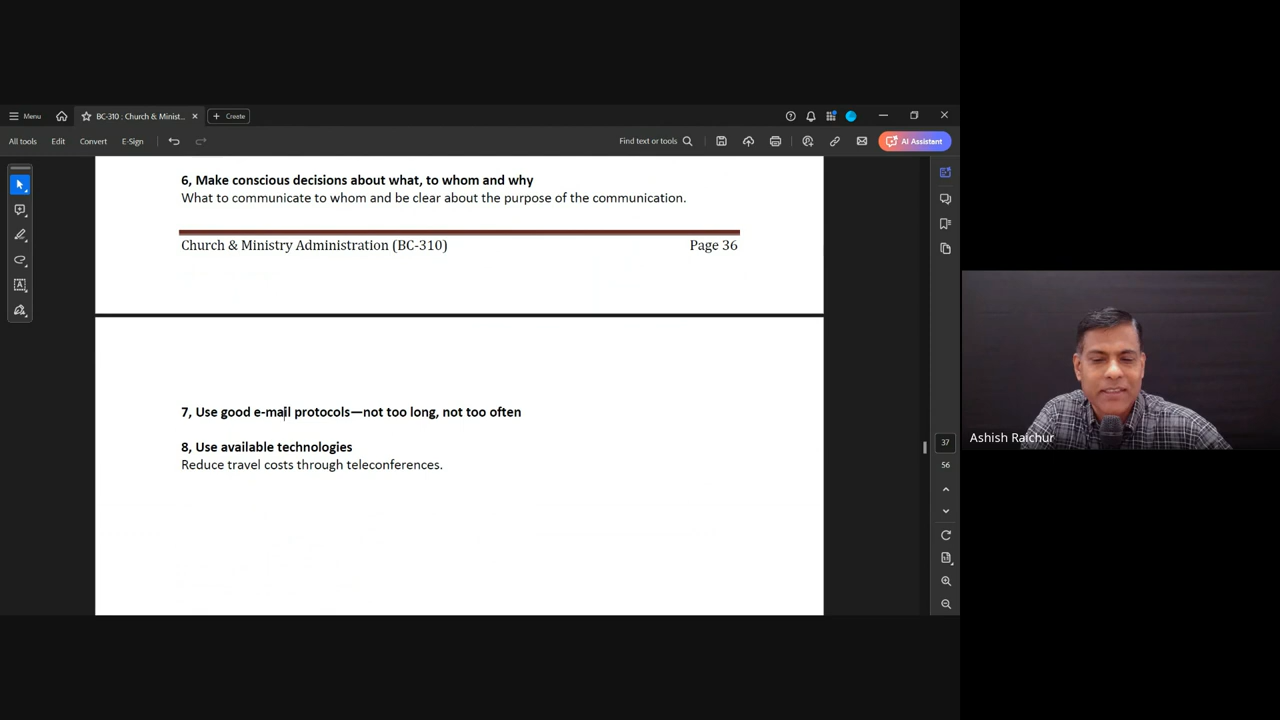 Menu
BC-310 : Church & Minist...
Create
All tools
Edit
Convert
E-Sign
Find text or tools
AI Assistant
6, Make conscious decisions about what, to whom and why
What to communicate to whom and be clear about the purpose of the communication.
Church & Ministry Administration (BC-310)
Page 36
7, Use good e-mail protocols—not too long, not too often
8, Use available technologies
Reduce travel costs through teleconferences.
37
56
Ashish Raichur